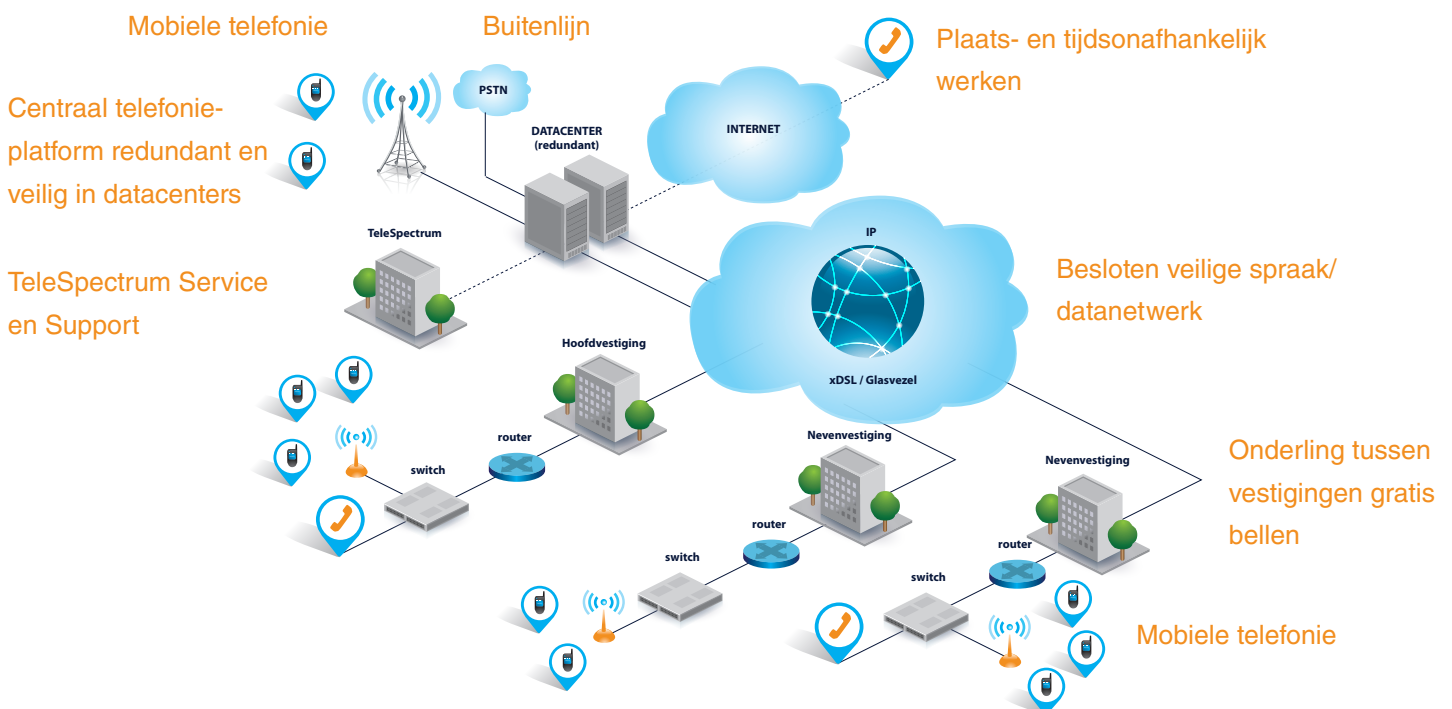 Mobiele telefonie
Buitenlijn
Plaats- en tijdsonafhankelijk
werken
Centraal telefonie-
platform redundant en
veilig in datacenters
PSTN
DATACENTER
(redundant)
INTERNET
TeleSpectrum
IP
xDSL / Glasvezel
TeleSpectrum Service
en Support
Besloten veilige spraak/
datanetwerk
Hoofdvestiging
router
switch
Nevenvestiging
router
switch
Nevenvestiging
router
switch
Onderling tussen
vestigingen gratis
bellen
Mobiele telefonie